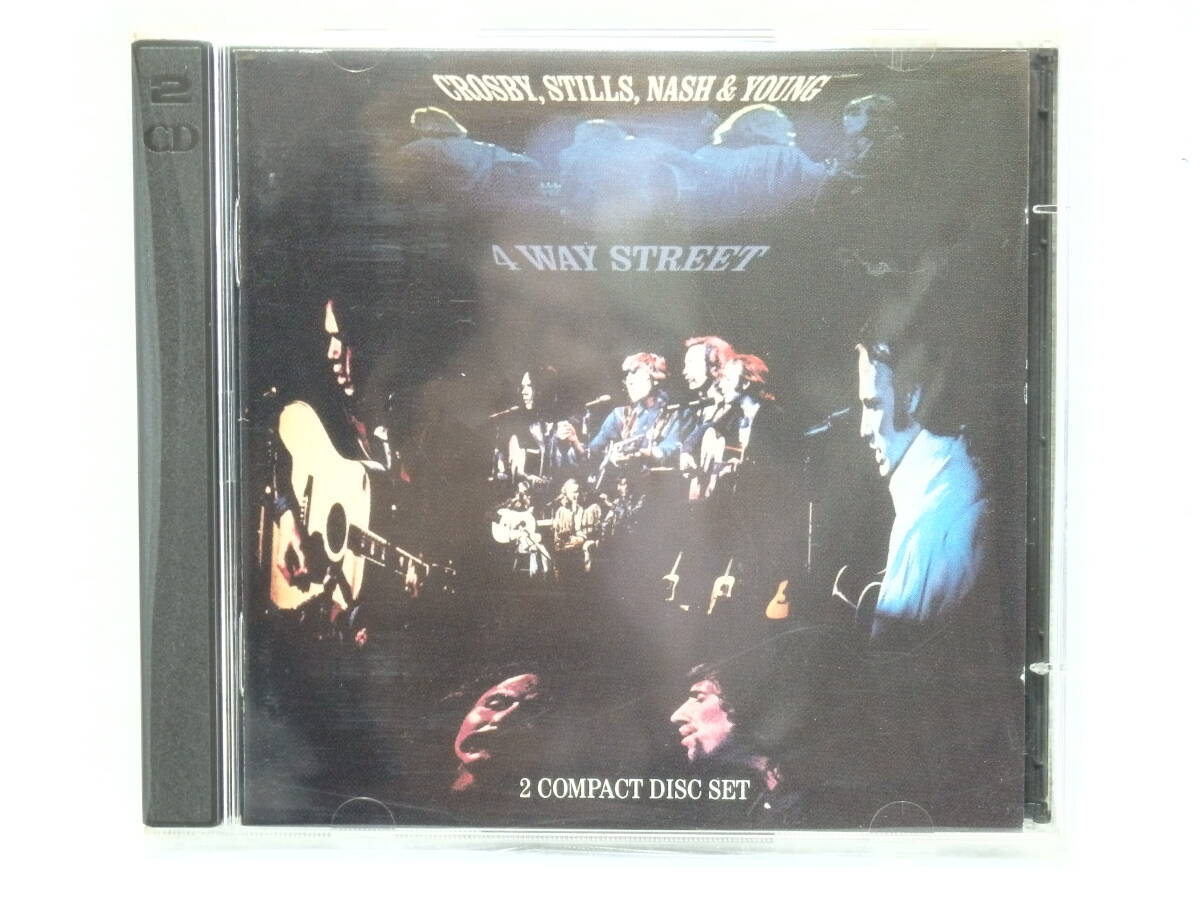 2
CD
CROSBY, STILLS, NASH & YOUNG
4 WAY STREET
2 COMPACT DISC SET